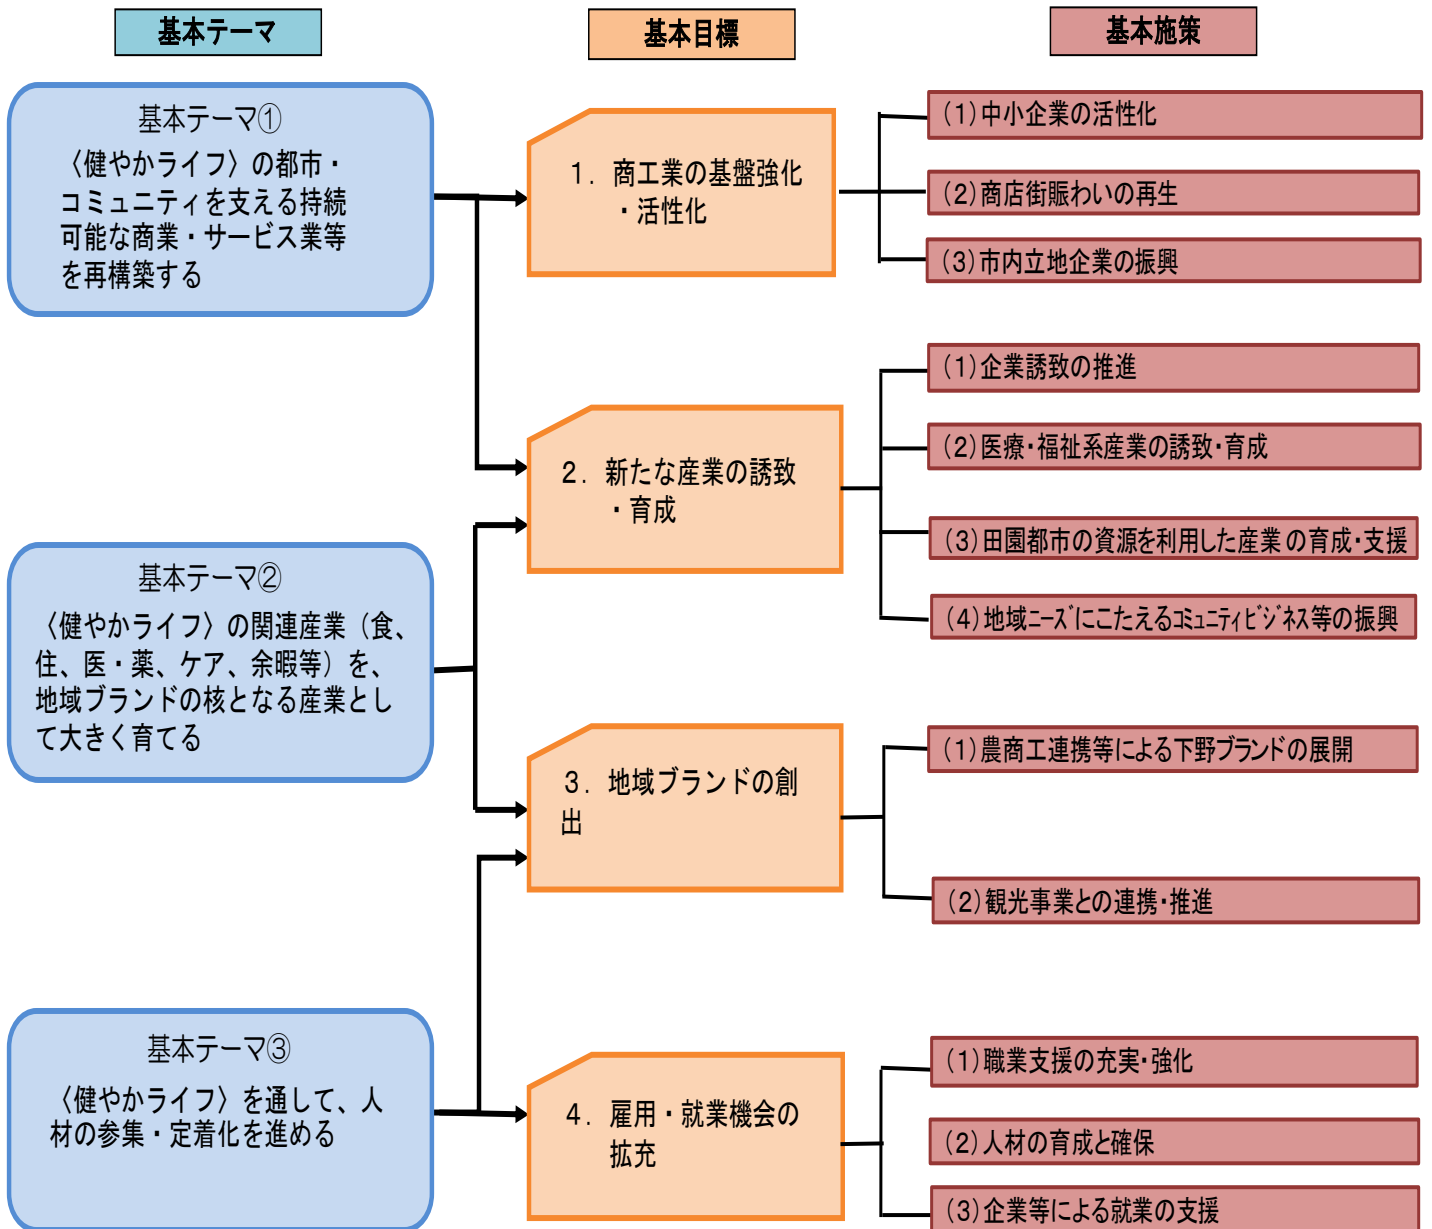 基本テーマ
基本目標
基本施策
基本テーマ①
〈健やかライフ〉の都市・
コミュニティを支える持続
可能な商業・サービス業等
を再構築する
1. 商工業の基盤強化
・活性化
(1)中小企業の活性化
(2)商店街賑わいの再生
(3)市内立地企業の振興
2. 新たな産業の誘致
・育成
(1)企業誘致の推進
(2)医療・福祉系産業の誘致・育成
(3)田園都市の資源を利用した産業の育成・支援
(4)地域ニーズにこたえるコミュニティビジネス等の振興
基本テーマ②
〈健やかライフ〉の関連産業（食、
住、医・薬、ケア、余暇等）を、
地域ブランドの核となる産業とし
て大きく育てる
3. 地域ブランドの創
出
(1)農商工連携等による下野ブランドの展開
(2)観光事業との連携・推進
基本テーマ③
〈健やかライフ〉を通して、人
材の参集・定着化を進める
4. 雇用・就業機会の
拡充
(1)職業支援の充実・強化
(2)人材の育成と確保
(3)企業等による就業の支援